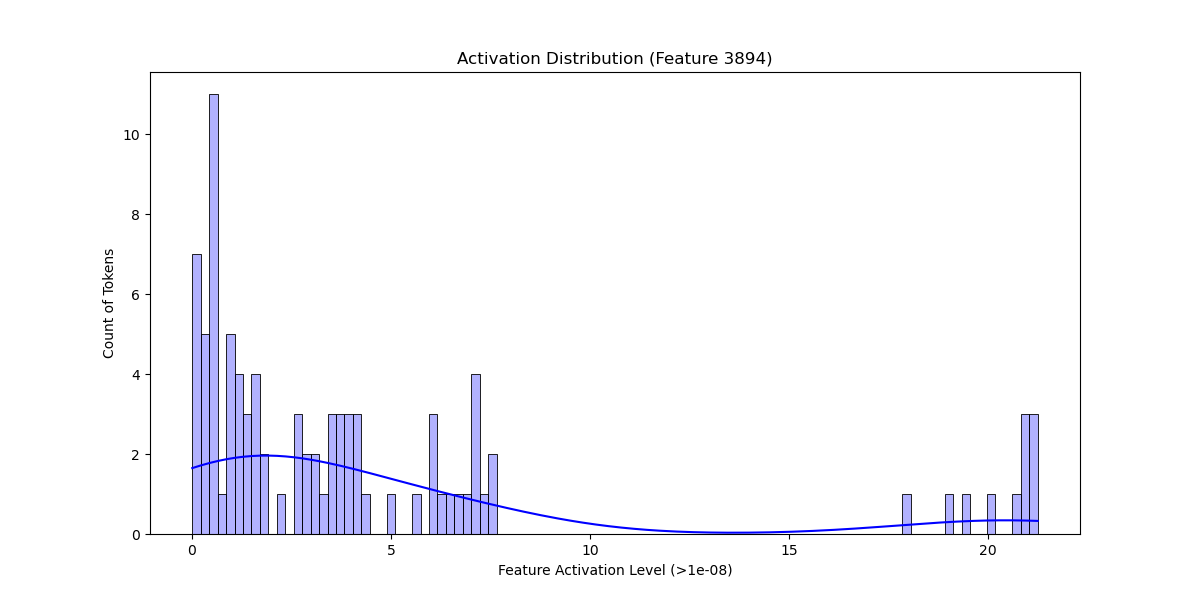 Activation Distribution (Feature 3894)
10
8
6
4
2
0
Count of Tokens
0 5 10 15 20
Feature Activation Level (>1e-08)